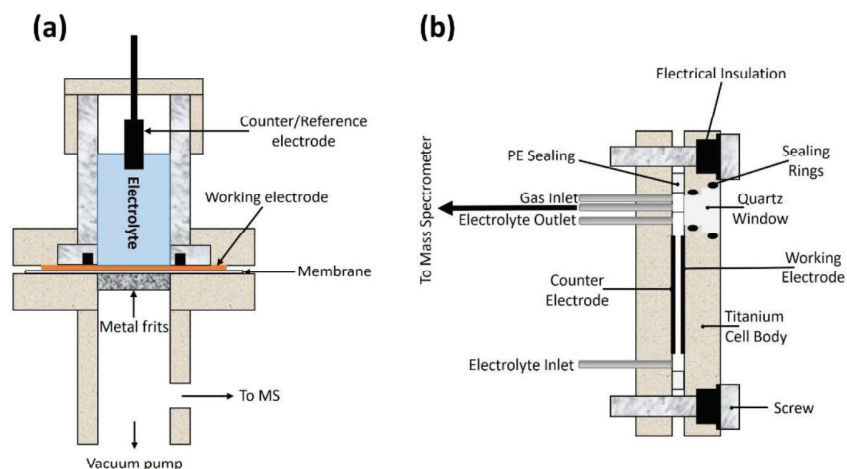 (a)
Counter/Reference
electrode
Electrolyte
Working electrode
Membrane
Metal frits
To MS
Vacuum pump
(b)
Electrical Insulation
PE Sealing
Sealing
Rings
Gas Inlet
Quartz
Window
Electrolyte Outlet
To Mass Spectrometer
Working
Electrode
Counter
Electrode
Titanium
Cell Body
Electrolyte Inlet
Screw